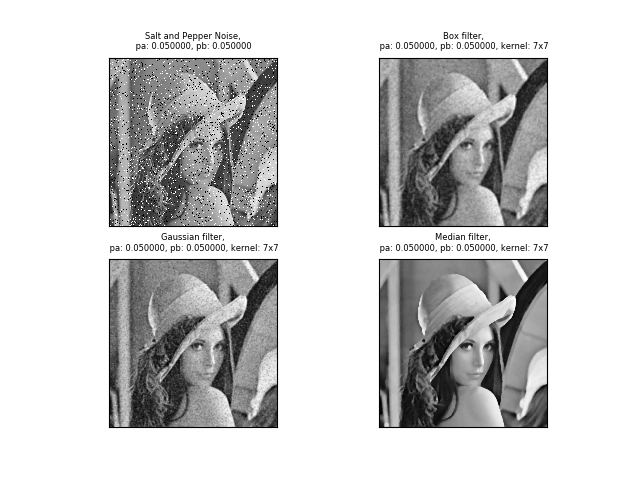 Salt and Pepper Noise,
pa: 0.050000, pb: 0.050000
Box filter,
pa: 0.050000, pb: 0.050000, kernel: 7x7
Gaussian filter,
pa: 0.050000, pb: 0.050000, kernel: 7x7
Median filter,
pa: 0.050000, pb: 0.050000, kernel: 7x7